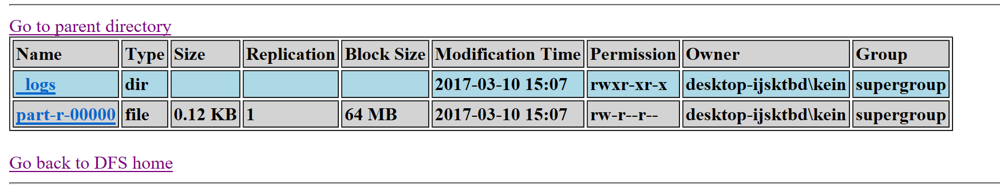 Go to parent directory
Name Type Size Replication Block Size Modification Time Permission Owner Group
_logs dir 2017-03-10 15:07 rwxr-xr-x desktop-ijsktbd\kein supergroup
part-r-00000 file 0.12 KB 1 64 MB 2017-03-10 15:07 rw-r--r-- desktop-ijsktbd\kein supergroup
Go back to DFS home